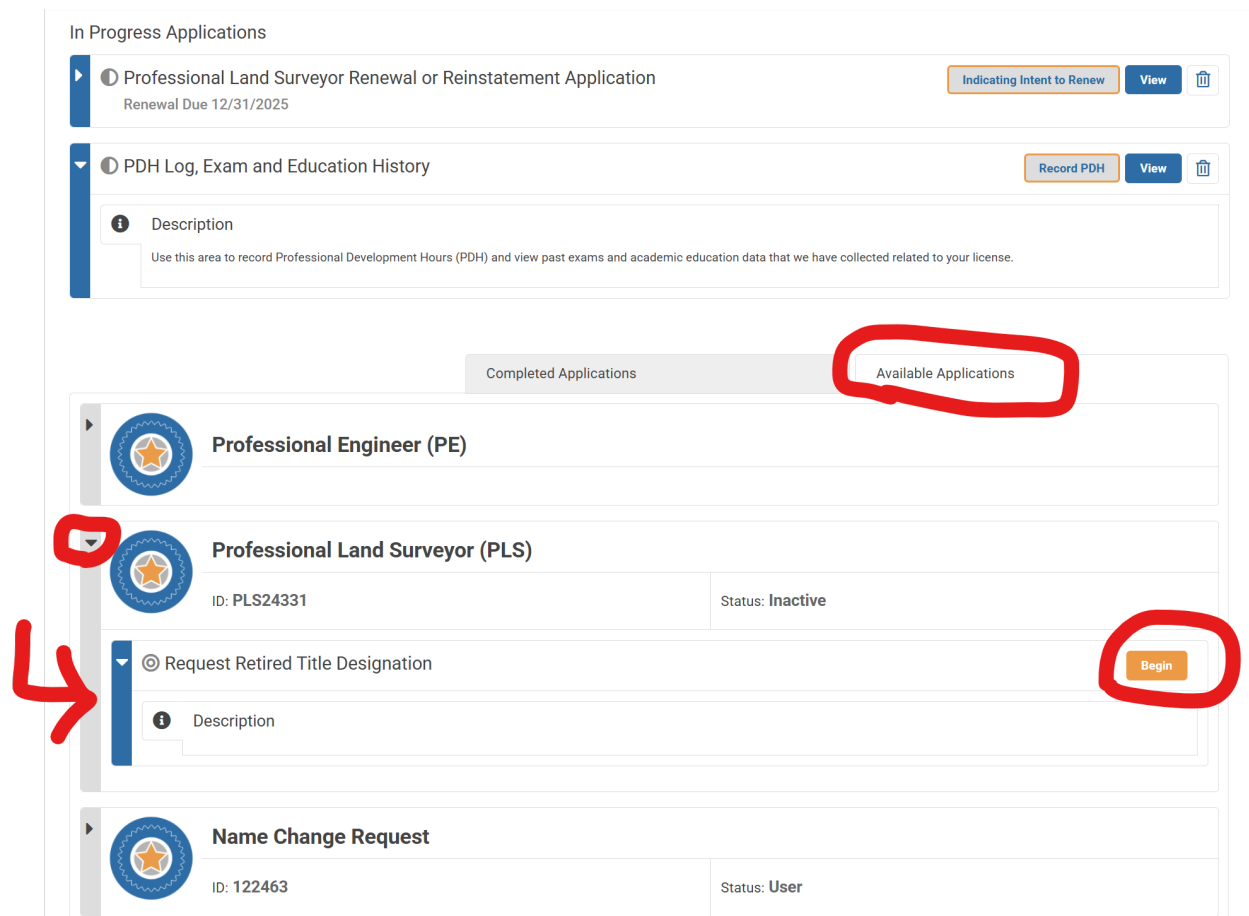 In Progress Applications
Professional Land Surveyor Renewal or Reinstatement Application
Indicating Intent to Renew
View
Renewal Due 12/31/2025
PDH Log, Exam and Education History
Record PDH
View
Description
Use this area to record Professional Development Hours (PDH) and view past exams and academic education data that we have collected related to your license.
Completed Applications
Available Applications
Professional Engineer (PE)
Professional Land Surveyor (PLS)
ID: PLS24331
Status: Inactive
Request Retired Title Designation
Begin
Description
Name Change Request
ID: 122463
Status: User